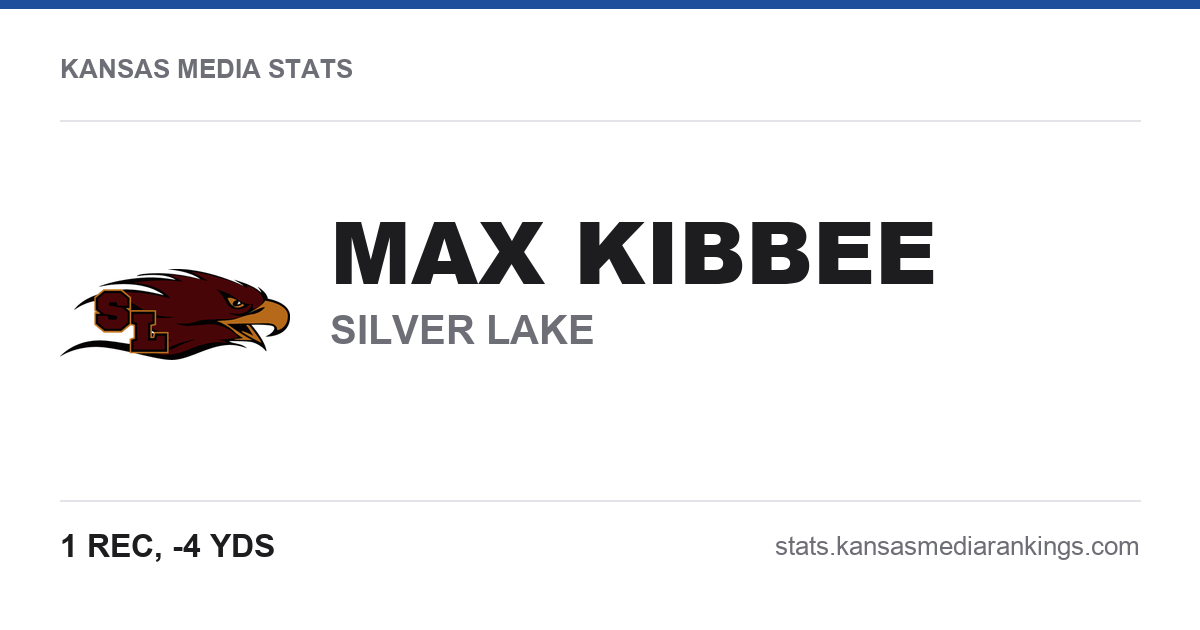 KANSAS MEDIA STATS
MAX KIBBEE
SILVER LAKE
SL
1 REC, -4 YDS
stats.kansasmediarankings.com